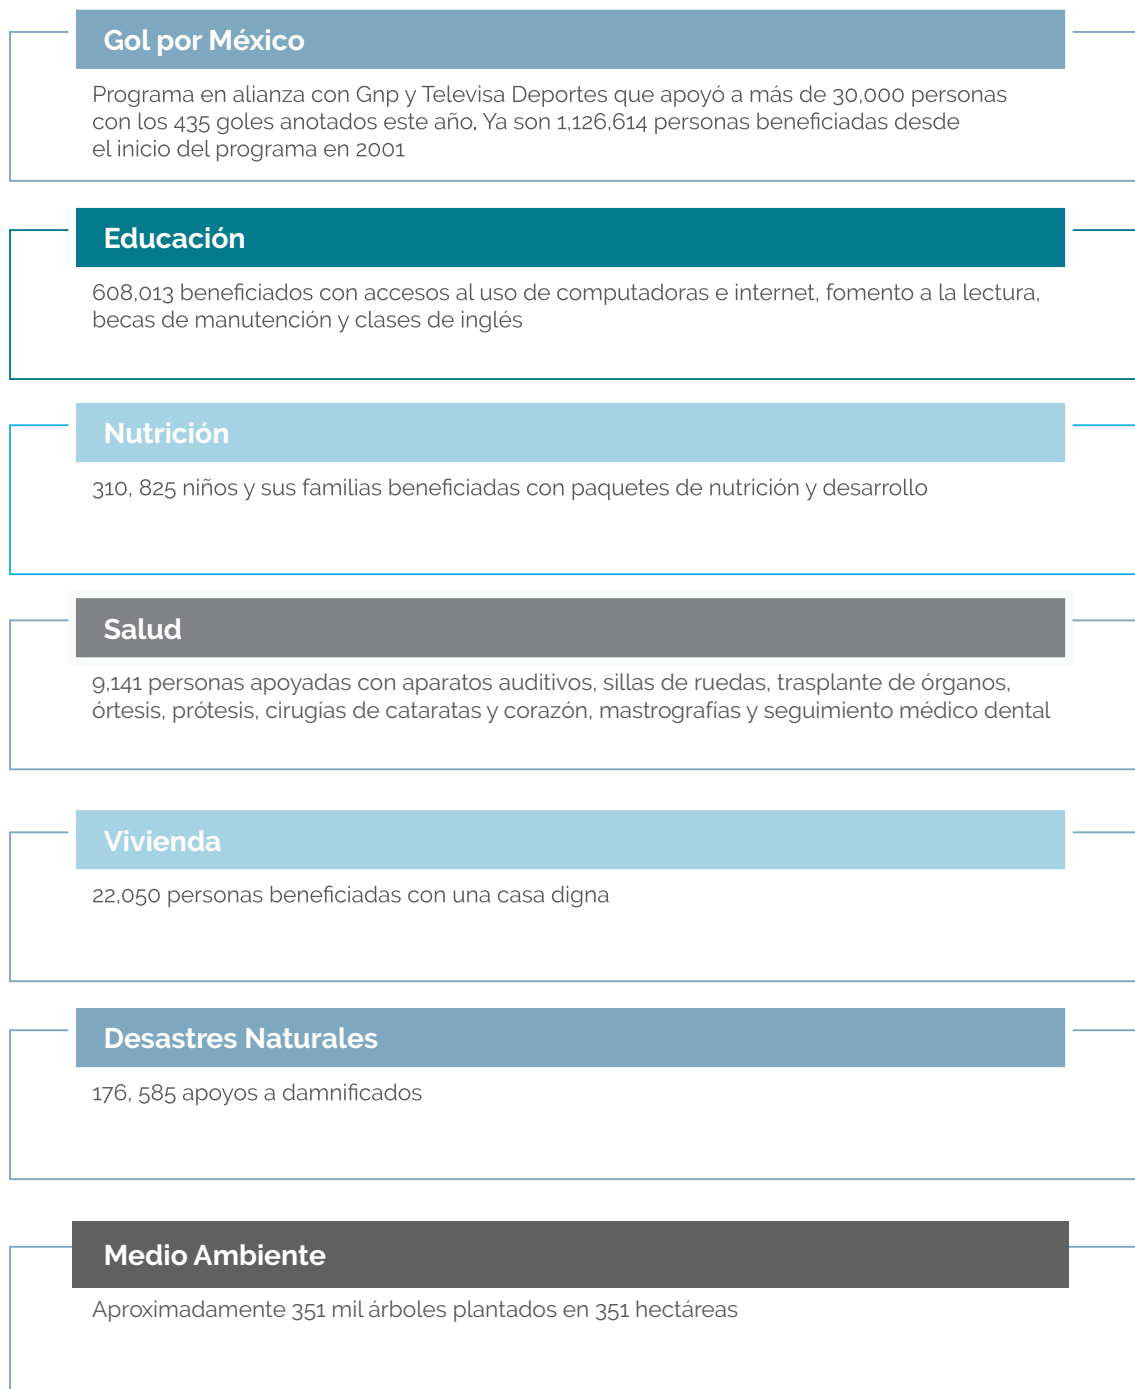 Gol por México
Programa en alianza con Gnp y Televisa Deportes que apoyó a más de 30,000 personas
con los 435 goles anotados este año. Ya son 1,126,614 personas beneficiadas desde
el inicio del programa en 2001
Educación
608,013 beneficiados con accesos al uso de computadoras e internet, fomento a la lectura,
becas de manutención y clases de inglés
Nutrición
310, 825 niños y sus familias beneficiadas con paquetes de nutrición y desarrollo
Salud
9,141 personas apoyadas con aparatos auditivos, sillas de ruedas, trasplante de órganos,
órtesis, prótesis, cirugías de cataratas y corazón, mastrografías y seguimiento médico dental
Vivienda
22,050 personas beneficiadas con una casa digna
Desastres Naturales
176, 585 apoyos a damnificados
Medio Ambiente
Aproximadamente 351 mil árboles plantados en 351 hectáreas